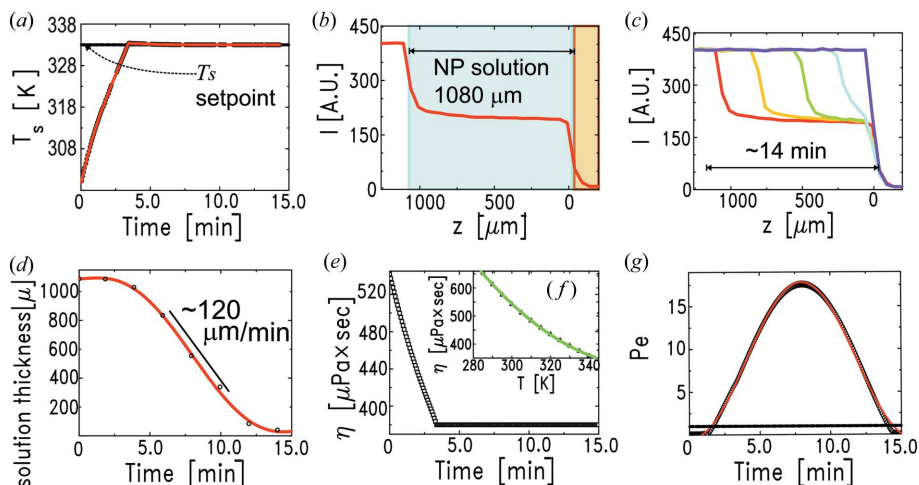 (a)
338
328
318
308
Ts [K]
Ts
setpoint
0 5.0 10.0 15.0
Time [min]
(b)
450
300
150
0
I [A.U.]
NP solution
1080 μm
1000 500 0
z [μm]
(c)
450
300
150
0
I [A.U.]
~14 min
1000 500 0
z [μm]
(d)
1000
800
600
400
200
solution thickness[μ]
~120
μm/min
0 5.0 10.0 15.0
Time [min]
(e)
520
480
440
400
η [μPa×sec]
0 5.0 10.0 15.0
Time [min]
(f)
600
500
400
η [μPa×sec]
280 300 320 340
T [K]
(g)
15
10
5
Pe
0 5.0 10.0 15.0
Time [min]